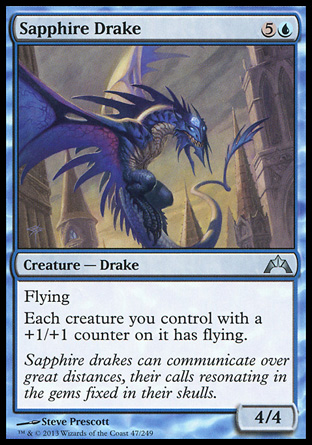 Sapphire Drake 5
Creature — Drake
Flying
Each creature you control with a
+1/+1 counter on it has flying.
Sapphire drakes can communicate over
great distances, their calls resonating in
the gems fixed in their skulls.
Steve Prescott
™ & © 2013 Wizards of the Coast 47/249
4/4